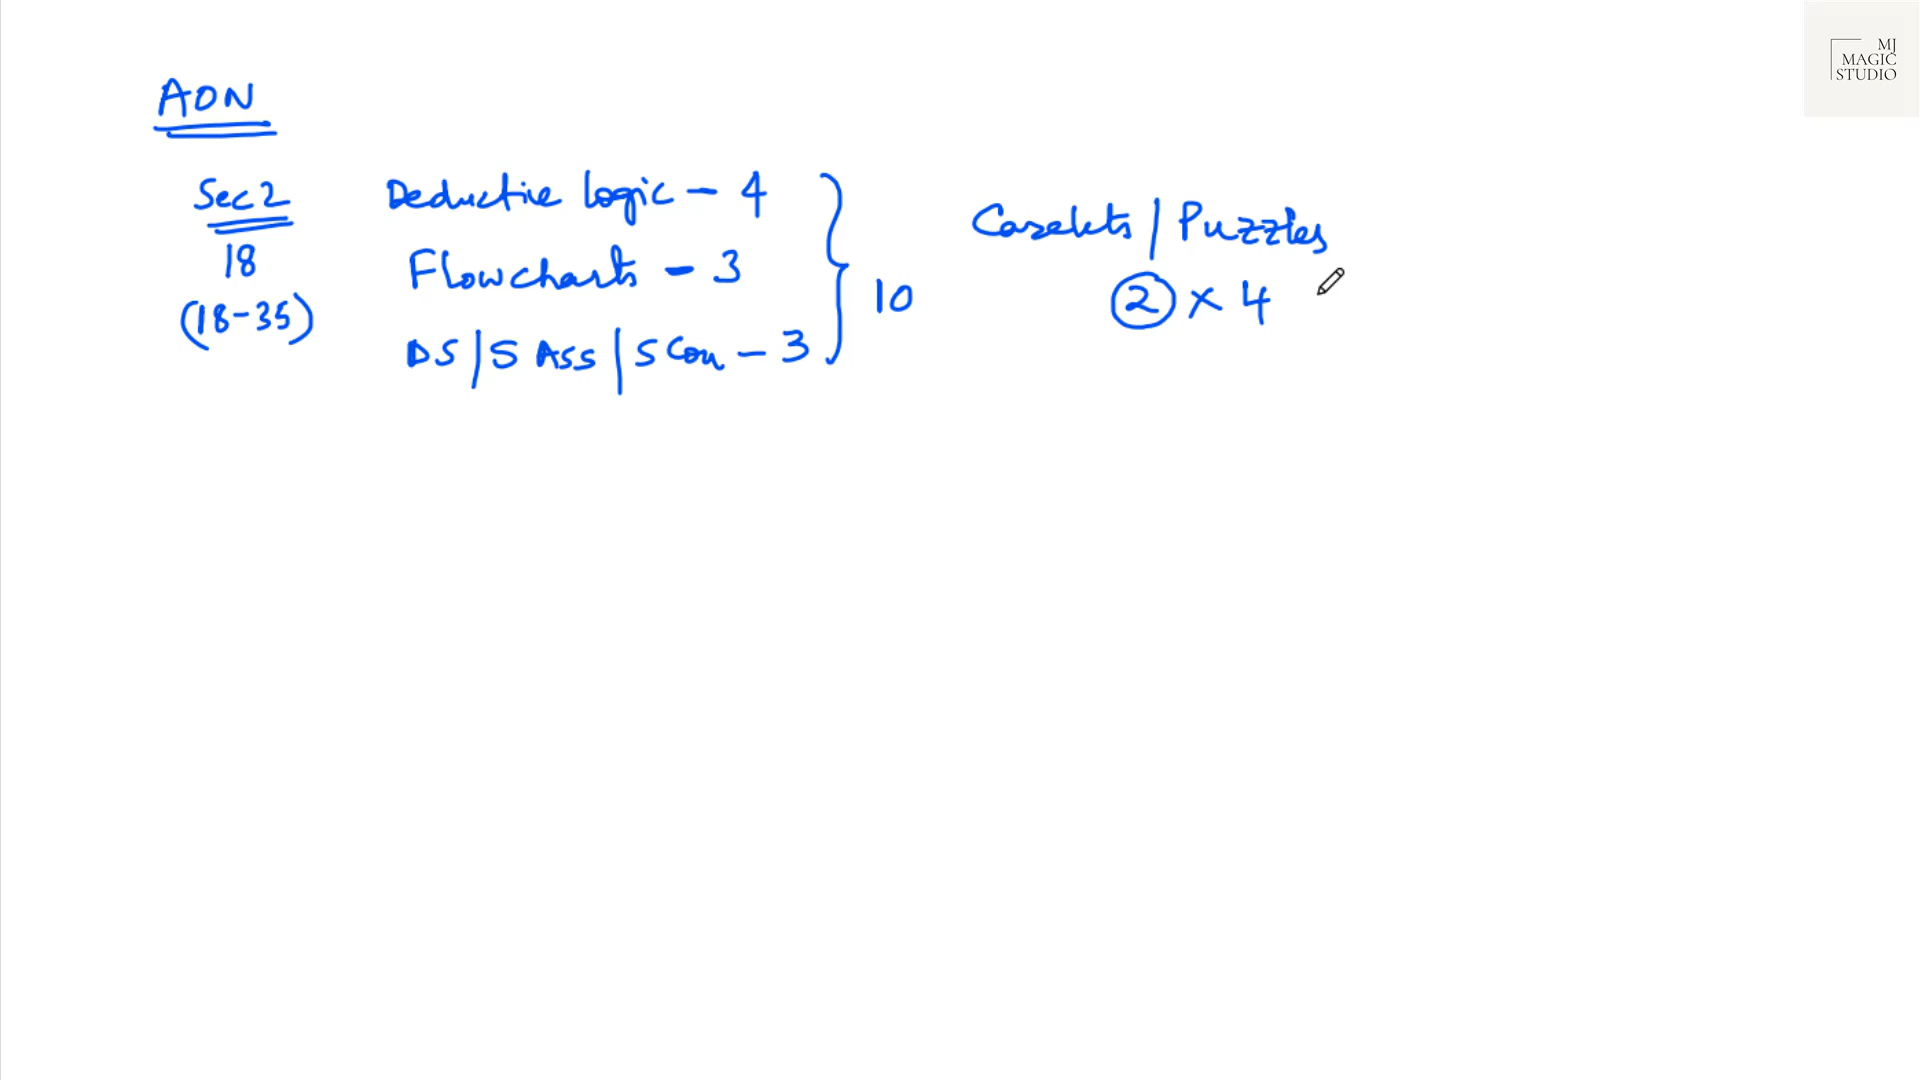 AON
Sec 2
18
(18-35)
Deductive logic - 4
Flowcharts - 3
DS | S Ass | S Con - 3
10
Caselets | Puzzles
2 x 4
MJ
MAGIC
STUDIO